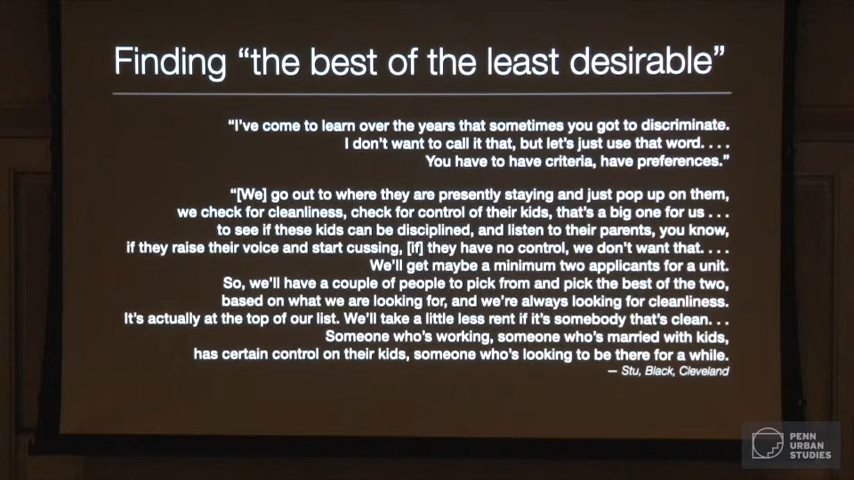 Finding “the best of the least desirable”
“I’ve come to learn over the years that sometimes you got to discriminate.
I don’t want to call it that, but let’s just use that word. . . .
You have to have criteria, have preferences.”
“[We] go out to where they are presently staying and just pop up on them,
we check for cleanliness, check for control of their kids, that’s a big one for us . . .
to see if these kids can be disciplined, and listen to their parents, you know,
if they raise their voice and start cussing, [if] they have no control, we don’t want that. . . .
We’ll get maybe a minimum two applicants for a unit.
So, we’ll have a couple of people to pick from and pick the best of the two,
based on what we are looking for, and we’re always looking for cleanliness.
It’s actually at the top of our list. We’ll take a little less rent if it’s somebody that’s clean. . .
Someone who’s working, someone who’s married with kids,
has certain control on their kids, someone who’s looking to be there for a while.
— Stu, Black, Cleveland
PENN
URBAN
STUDIES